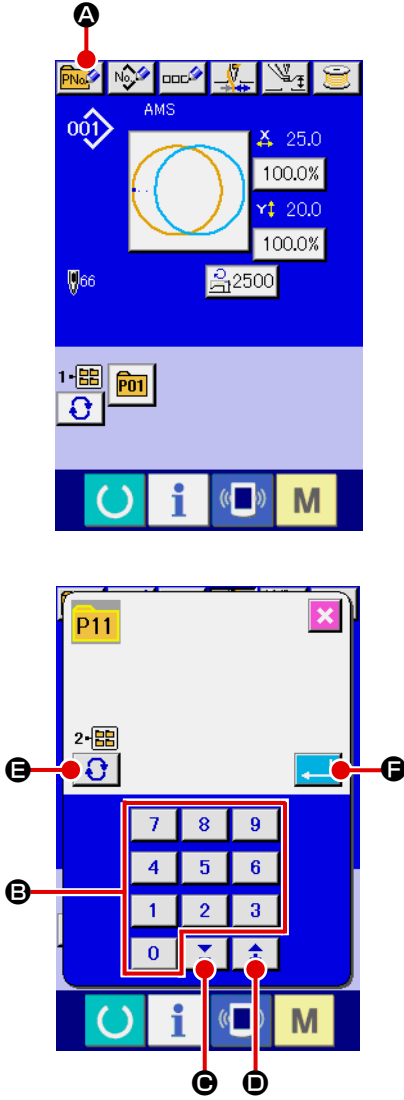 A
PNo. No.
001 AMS
X 25.0
100.0%
Y 20.0
100.0%
66 2500
1-
P01
i M
P11
2-
E F
7 8 9
B 4 5 6
1 2 3
0
i M
C D